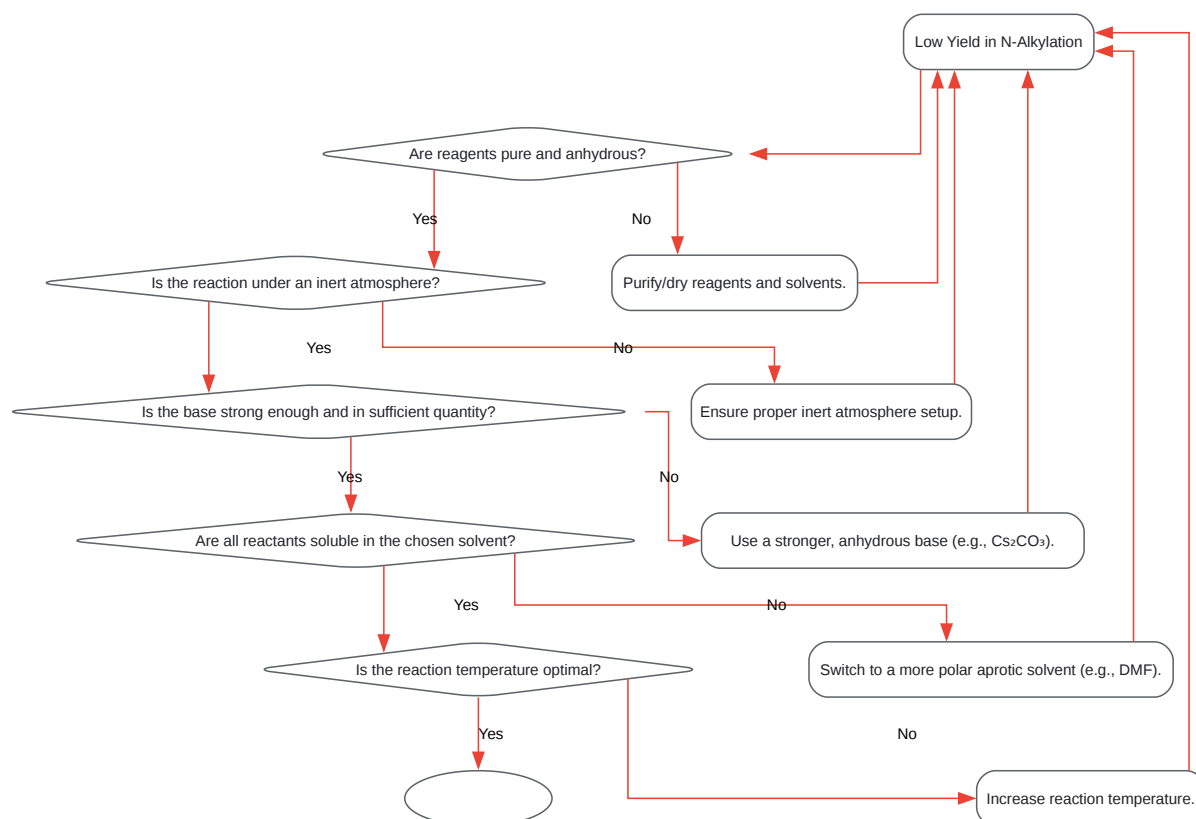 Low Yield in N-Alkylation
Are reagents pure and anhydrous?
Yes
No
Is the reaction under an inert atmosphere?
Purify/dry reagents and solvents.
Yes
No
Is the base strong enough and in sufficient quantity?
Ensure proper inert atmosphere setup.
Yes
No
Are all reactants soluble in the chosen solvent?
Use a stronger, anhydrous base (e.g., Cs₂CO₃).
Yes
No
Is the reaction temperature optimal?
Switch to a more polar aprotic solvent (e.g., DMF).
Yes
No
Increase reaction temperature.